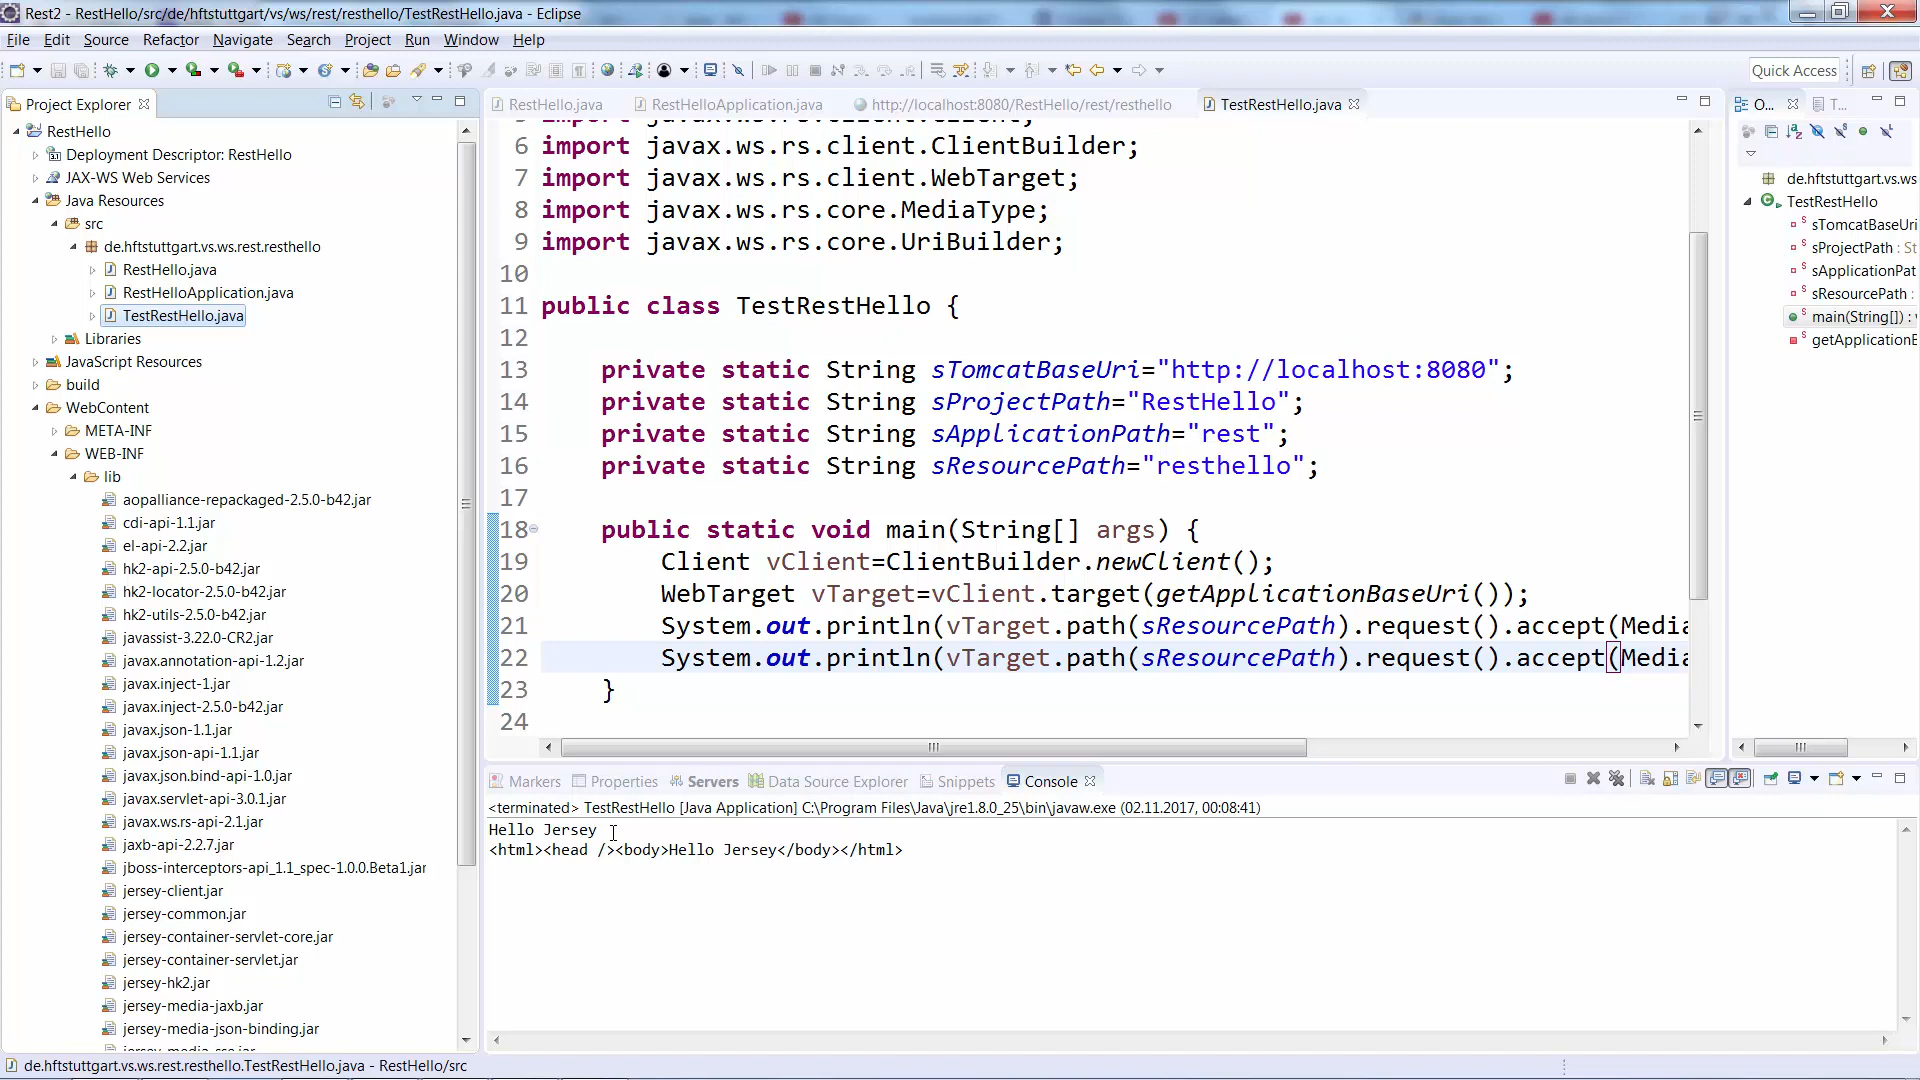 Rest2 - RestHello/src/de/hftstuttgart/vs/ws/rest/resthello/TestRestHello.java - Eclipse
File Edit Source Refactor Navigate Search Project Run Window Help
Quick Access
Project Explorer
RestHello
Deployment Descriptor: RestHello
JAX-WS Web Services
Java Resources
src
de.hftstuttgart.vs.ws.rest.resthello
RestHello.java
RestHelloApplication.java
TestRestHello.java
Libraries
JavaScript Resources
build
WebContent
META-INF
WEB-INF
lib
aopalliance-repackaged-2.5.0-b42.jar
cdi-api-1.1.jar
el-api-2.2.jar
hk2-api-2.5.0-b42.jar
hk2-locator-2.5.0-b42.jar
hk2-utils-2.5.0-b42.jar
javassist-3.22.0-CR2.jar
javax.annotation-api-1.2.jar
javax.inject-1.jar
javax.inject-2.5.0-b42.jar
javax.json-1.1.jar
javax.json-api-1.1.jar
javax.json.bind-api-1.0.jar
javax.servlet-api-3.0.1.jar
javax.ws.rs-api-2.1.jar
jaxb-api-2.2.7.jar
jboss-interceptors-api_1.1_spec-1.0.0.Beta1.jar
jersey-client.jar
jersey-common.jar
jersey-container-servlet-core.jar
jersey-container-servlet.jar
jersey-hk2.jar
jersey-media-jaxb.jar
jersey-media-json-binding.jar
RestHello.java RestHelloApplication.java http://localhost:8080/RestHello/rest/resthello TestRestHello.java
6 import javax.ws.rs.client.ClientBuilder;
7 import javax.ws.rs.client.WebTarget;
8 import javax.ws.rs.core.MediaType;
9 import javax.ws.rs.core.UriBuilder;
10
11 public class TestRestHello {
12
13 private static String sTomcatBaseUri="http://localhost:8080";
14 private static String sProjectPath="RestHello";
15 private static String sApplicationPath="rest";
16 private static String sResourcePath="resthello";
17
18 public static void main(String[] args) {
19 Client vClient=ClientBuilder.newClient();
20 WebTarget vTarget=vClient.target(getApplicationBaseUri());
21 System.out.println(vTarget.path(sResourcePath).request().accept(Media
22 System.out.println(vTarget.path(sResourcePath).request().accept(Media
23 }
24
O... T...
de.hftstuttgart.vs.ws
TestRestHello
sTomcatBaseUri
sProjectPath : St
sApplicationPat
sResourcePath :
main(String[]) : v
getApplicationB
Markers Properties Servers Data Source Explorer Snippets Console
<terminated> TestRestHello [Java Application] C:\Program Files\Java\jre1.8.0_25\bin\javaw.exe (02.11.2017, 00:08:41)
Hello Jersey
<html><head /><body>Hello Jersey</body></html>
de.hftstuttgart.vs.ws.rest.resthello.TestRestHello.java - RestHello/src